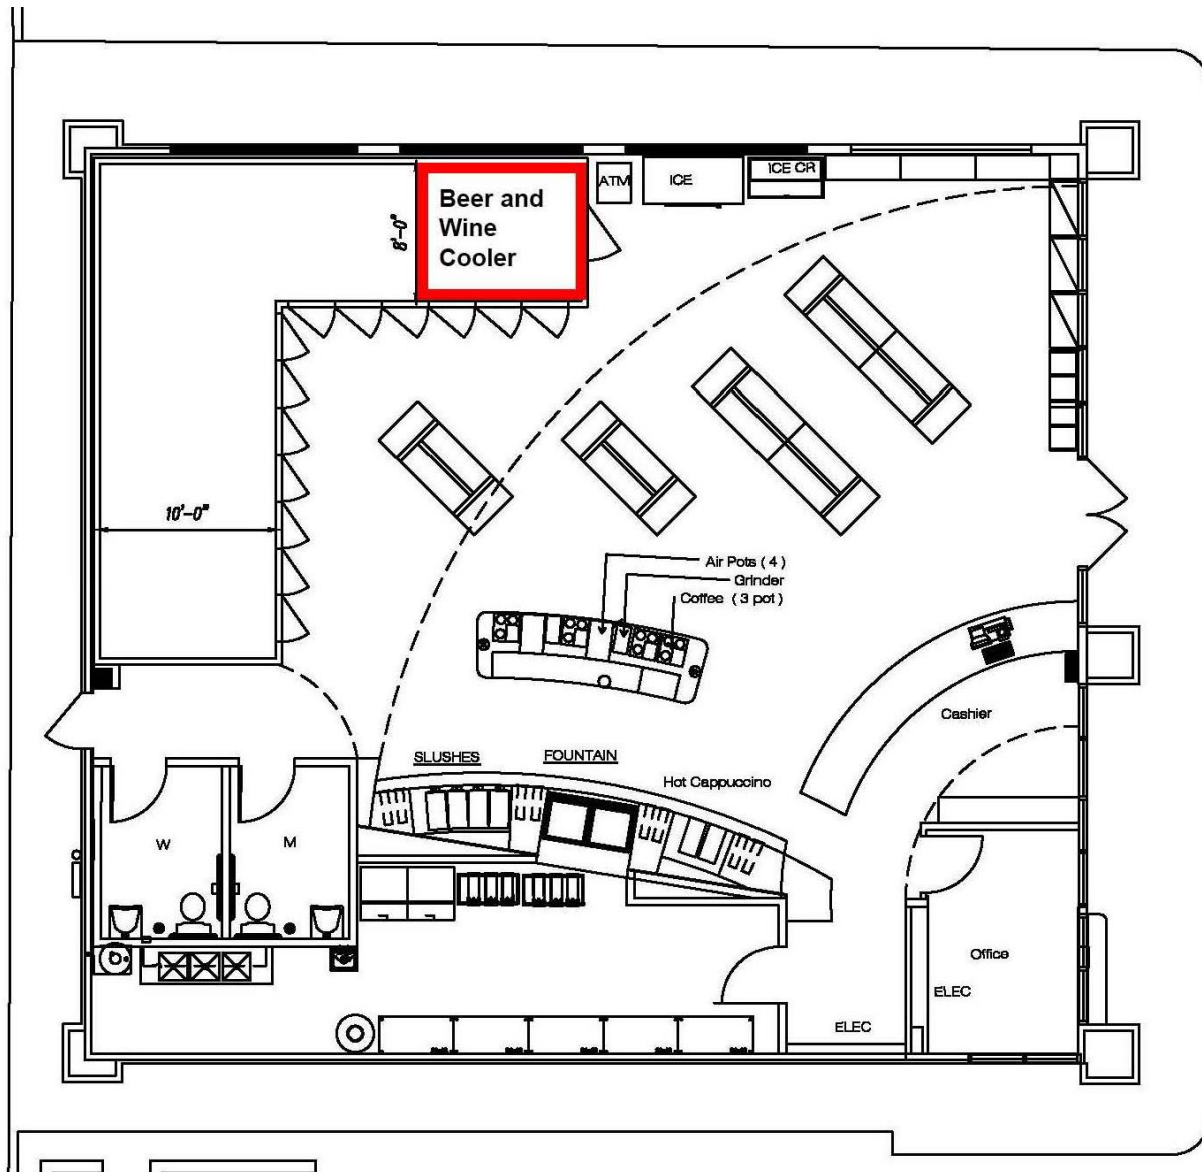 Beer and
Wine
Cooler
8'-0"
ATM
ICE
ICE CR
10'-0"
Air Pots ( 4 )
Grinder
Coffee ( 3 pot )
Cashier
SLUSHES
FOUNTAIN
Hot Cappuccino
W
M
Office
ELEC
ELEC